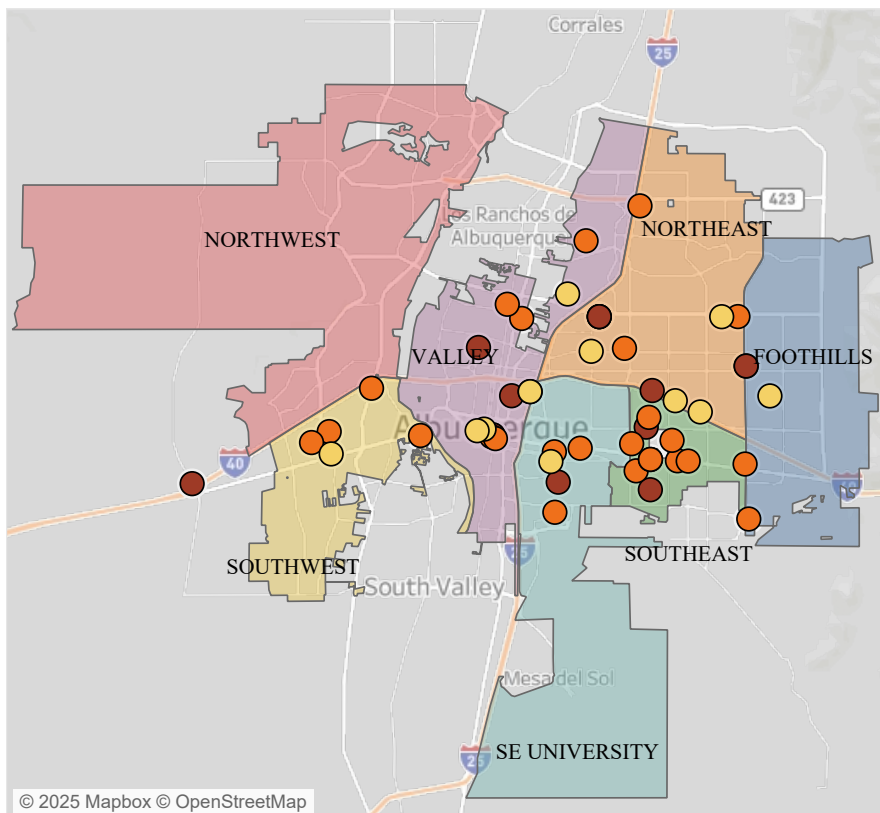 Corrales
25
423
Los Ranchos de
Albuquerque
NORTHEAST
NORTHWEST
VALLEY
FOOTHILLS
Albuquerque
40
40
SOUTHEAST
25
SOUTHWEST
South Valley
Mesa del Sol
SE UNIVERSITY
25
© 2025 Mapbox © OpenStreetMap